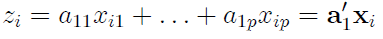 z_i = a_{11}x_{i1} + \ldots + a_{1p}x_{ip} = \mathbf{a}_1'\mathbf{x}_i